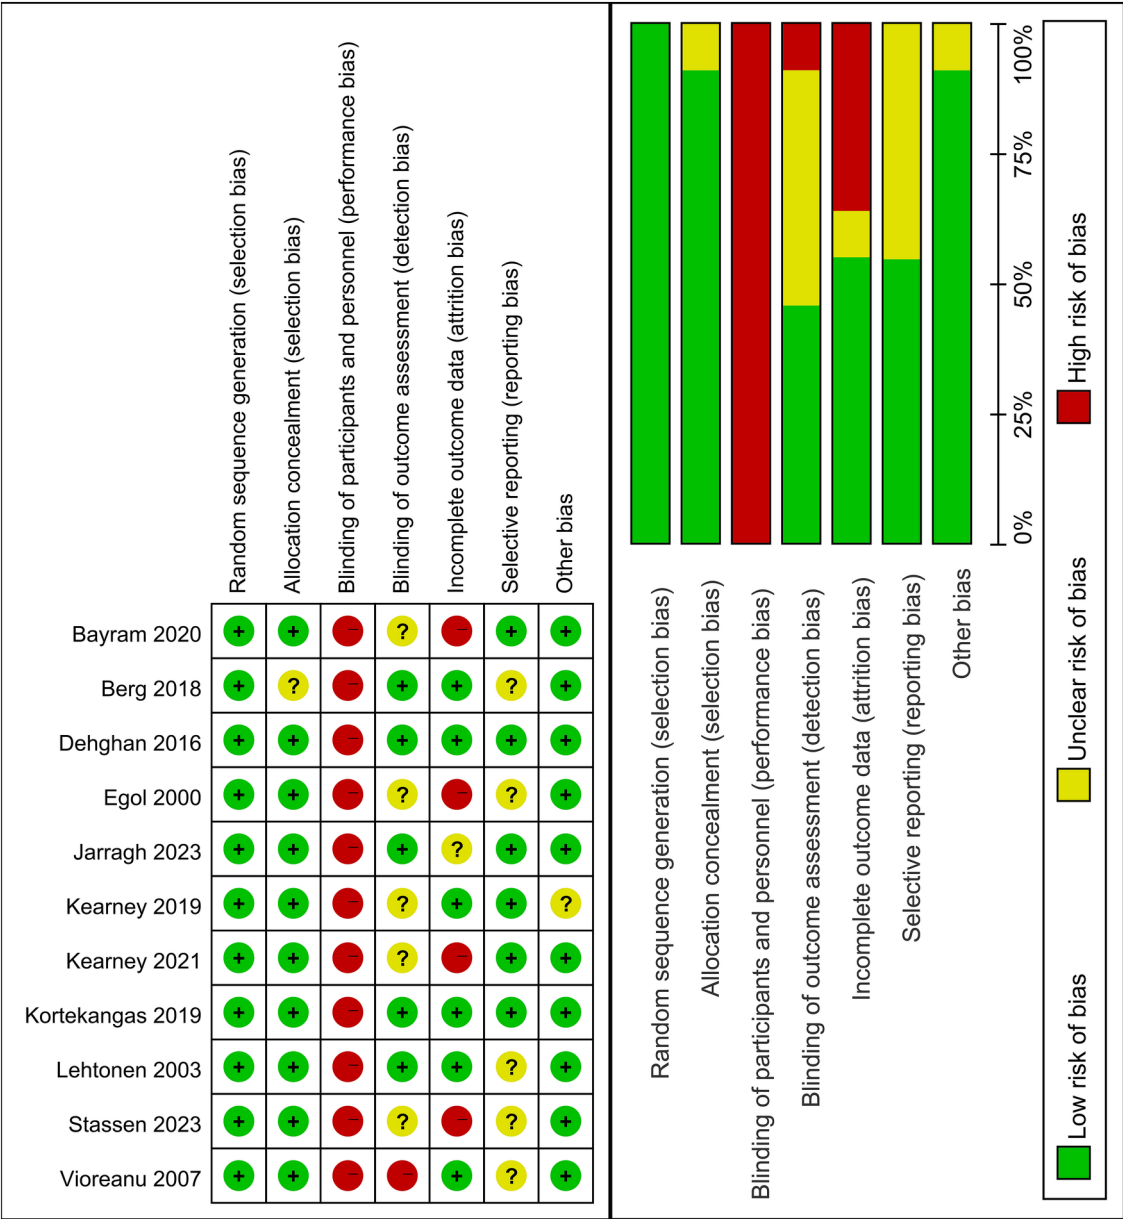 Random sequence generation (selection bias)
Allocation concealment (selection bias)
Blinding of participants and personnel (performance bias)
Blinding of outcome assessment (detection bias)
Incomplete outcome data (attrition bias)
Selective reporting (reporting bias)
Other bias
Bayram 2020 + + – ? – + +
Berg 2018 + ? – + + ? +
Dehghan 2016 + + – + + + +
Egol 2000 + + – ? – ? +
Jarragh 2023 + + – + ? + +
Kearney 2019 + + – ? + + ?
Kearney 2021 + + – ? – + +
Kortekangas 2019 + + – + + + +
Lehtonen 2003 + + – + + ? +
Stassen 2023 + + – ? – ? +
Vioreanu 2007 + + – – + ? +
Random sequence generation (selection bias)
Allocation concealment (selection bias)
Blinding of participants and personnel (performance bias)
Blinding of outcome assessment (detection bias)
Incomplete outcome data (attrition bias)
Selective reporting (reporting bias)
Other bias
0% 25% 50% 75% 100%
Low risk of bias
Unclear risk of bias
High risk of bias